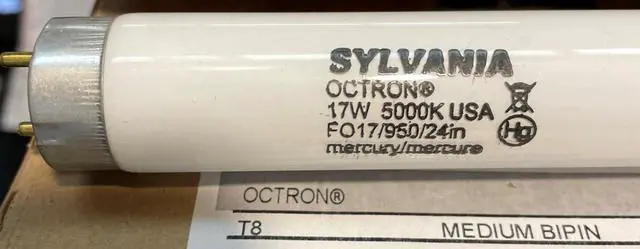 SYLVANIA
OCTRON®
17W 5000K USA
FO17/950/24in
mercury/mercure
Hg
OCTRON®
T8 MEDIUM BIPIN